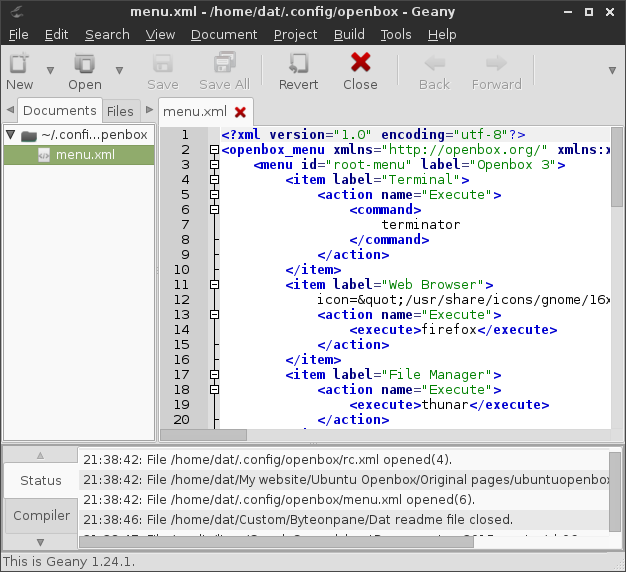 menu.xml - /home/dat/.config/openbox - Geany
File Edit Search View Document Project Build Tools Help
New Open Save Save All Revert Close Back Forward
Documents Files menu.xml
~/.confi...penbox
menu.xml
1 <?xml version="1.0" encoding="utf-8"?>
2 <openbox_menu xmlns="http://openbox.org/" xmlns:x
3 <menu id="root-menu" label="Openbox 3">
4 <item label="Terminal">
5 <action name="Execute">
6 <command>
7 terminator
8 </command>
9 </action>
10 </item>
11 <item label="Web Browser">
12 icon=&quot;/usr/share/icons/gnome/16x
13 <action name="Execute">
14 <execute>firefox</execute>
15 </action>
16 </item>
17 <item label="File Manager">
18 <action name="Execute">
19 <execute>thunar</execute>
20 </action>
Status
Compiler
21:38:42: File /home/dat/.config/openbox/rc.xml opened(4).
21:38:42: File /home/dat/My website/Ubuntu Openbox/Original pages/ubuntuopenbox
21:38:42: File /home/dat/.config/openbox/menu.xml opened(6).
21:38:46: File /home/dat/Custom/Byteonpane/Dat readme file closed.
This is Geany 1.24.1.